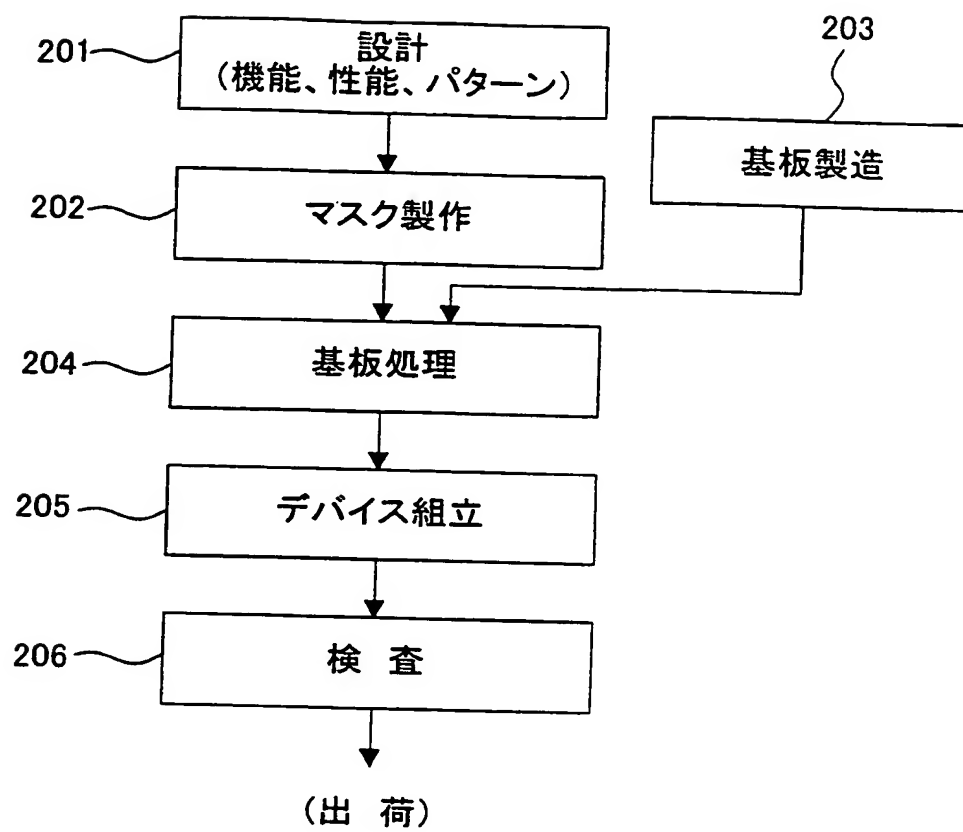 201
設計
(機能、性能、パターン)
203
基板製造
202
マスク製作
204
基板処理
205
デバイス組立
206
検 査
(出 荷)